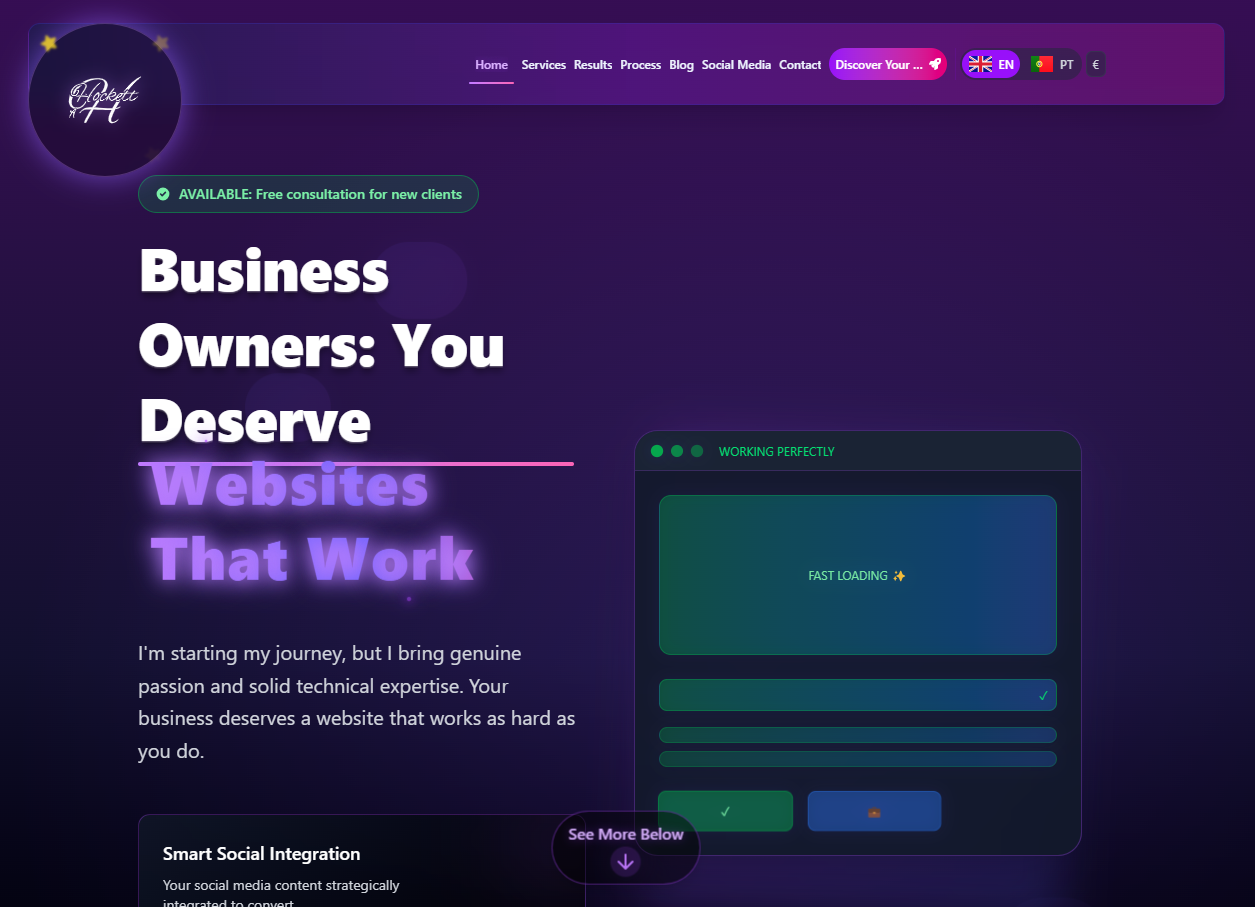 Hockett
Home Services Results Process Blog Social Media Contact Discover Your ... EN PT €
AVAILABLE: Free consultation for new clients
Business
Owners: You
Deserve
Websites
That Work
I'm starting my journey, but I bring genuine
passion and solid technical expertise. Your
business deserves a website that works as hard as
you do.
WORKING PERFECTLY
FAST LOADING ✨
✓
✓
See More Below
Smart Social Integration
Your social media content strategically
integrated to convert